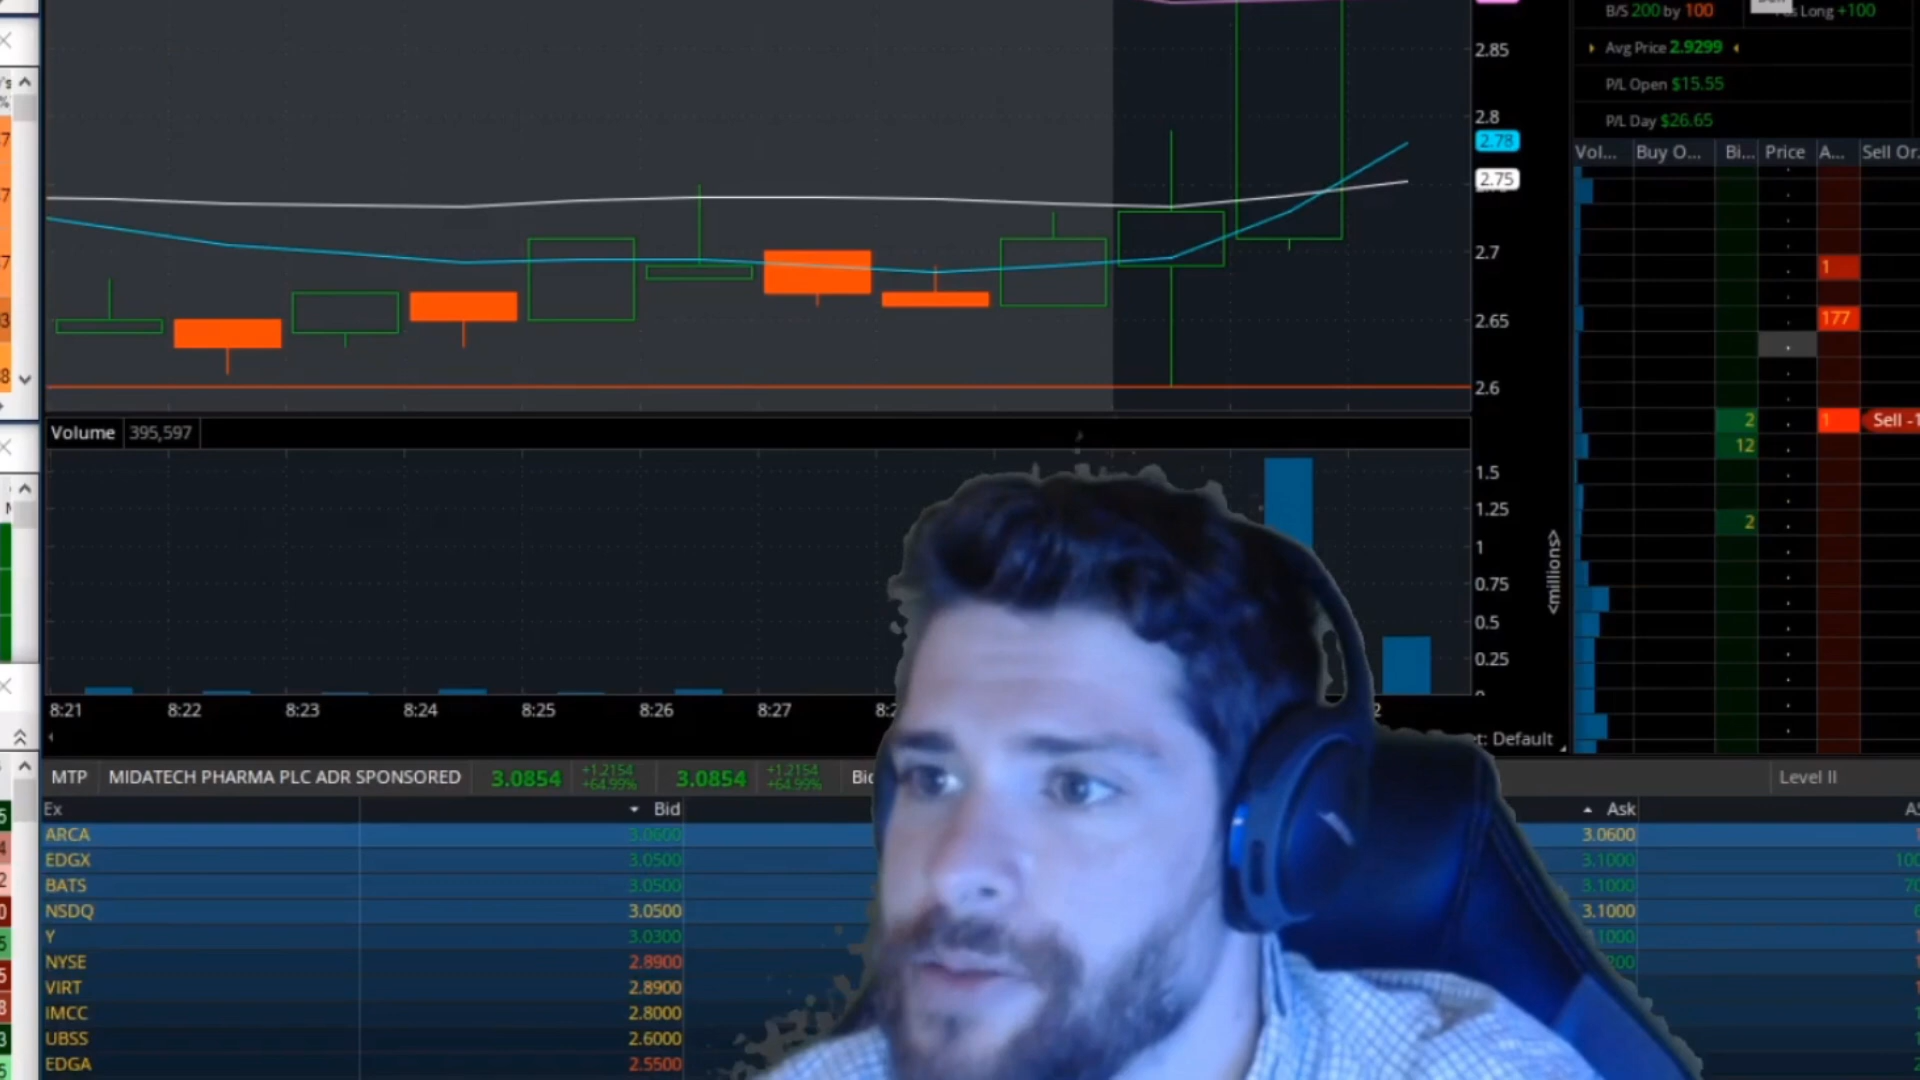 B/S 200 by 100
Long +100
2.85
Avg Price 2.9299
P/L Open $15.55
2.8
P/L Day $26.65
2.78
Vol... Buy O... Bi... Price A... Sell Or.
2.75
2.7
1
2.65
177
2.6
2 1 Sell -1
Volume 395,597
12
1.5
1.25
2
1
<millions>
0.75
0.5
0.25
8:21 8:22 8:23 8:24 8:25 8:26 8:27
t: Default
MTP MIDATECH PHARMA PLC ADR SPONSORED 3.0854 +1.2154 +64.99% 3.0854 +1.2154 +64.99% Level II
Ex Bid Ask
ARCA 3.0600 3.0600
EDGX 3.0500 3.1000
BATS 3.0500 3.1000
NSDQ 3.0500 3.1000
Y 3.0300
NYSE 2.8900
VIRT 2.8900
IMCC 2.8000
UBSS 2.6000
EDGA 2.5500